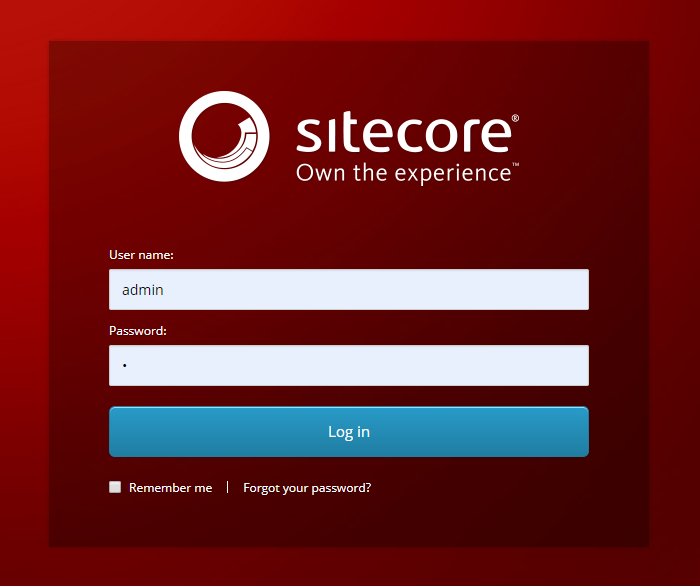 sitecore®
Own the experience™
User name:
admin
Password:
•
Log in
Remember me | Forgot your password?